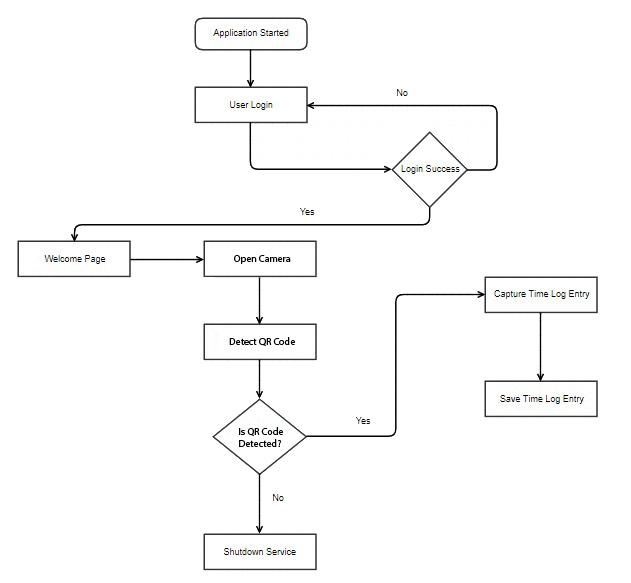 Application Started
User Login
No
Login Success
Yes
Welcome Page
Open Camera
Capture Time Log Entry
Detect QR Code
Save Time Log Entry
Yes
Is QR Code
Detected?
No
Shutdown Service